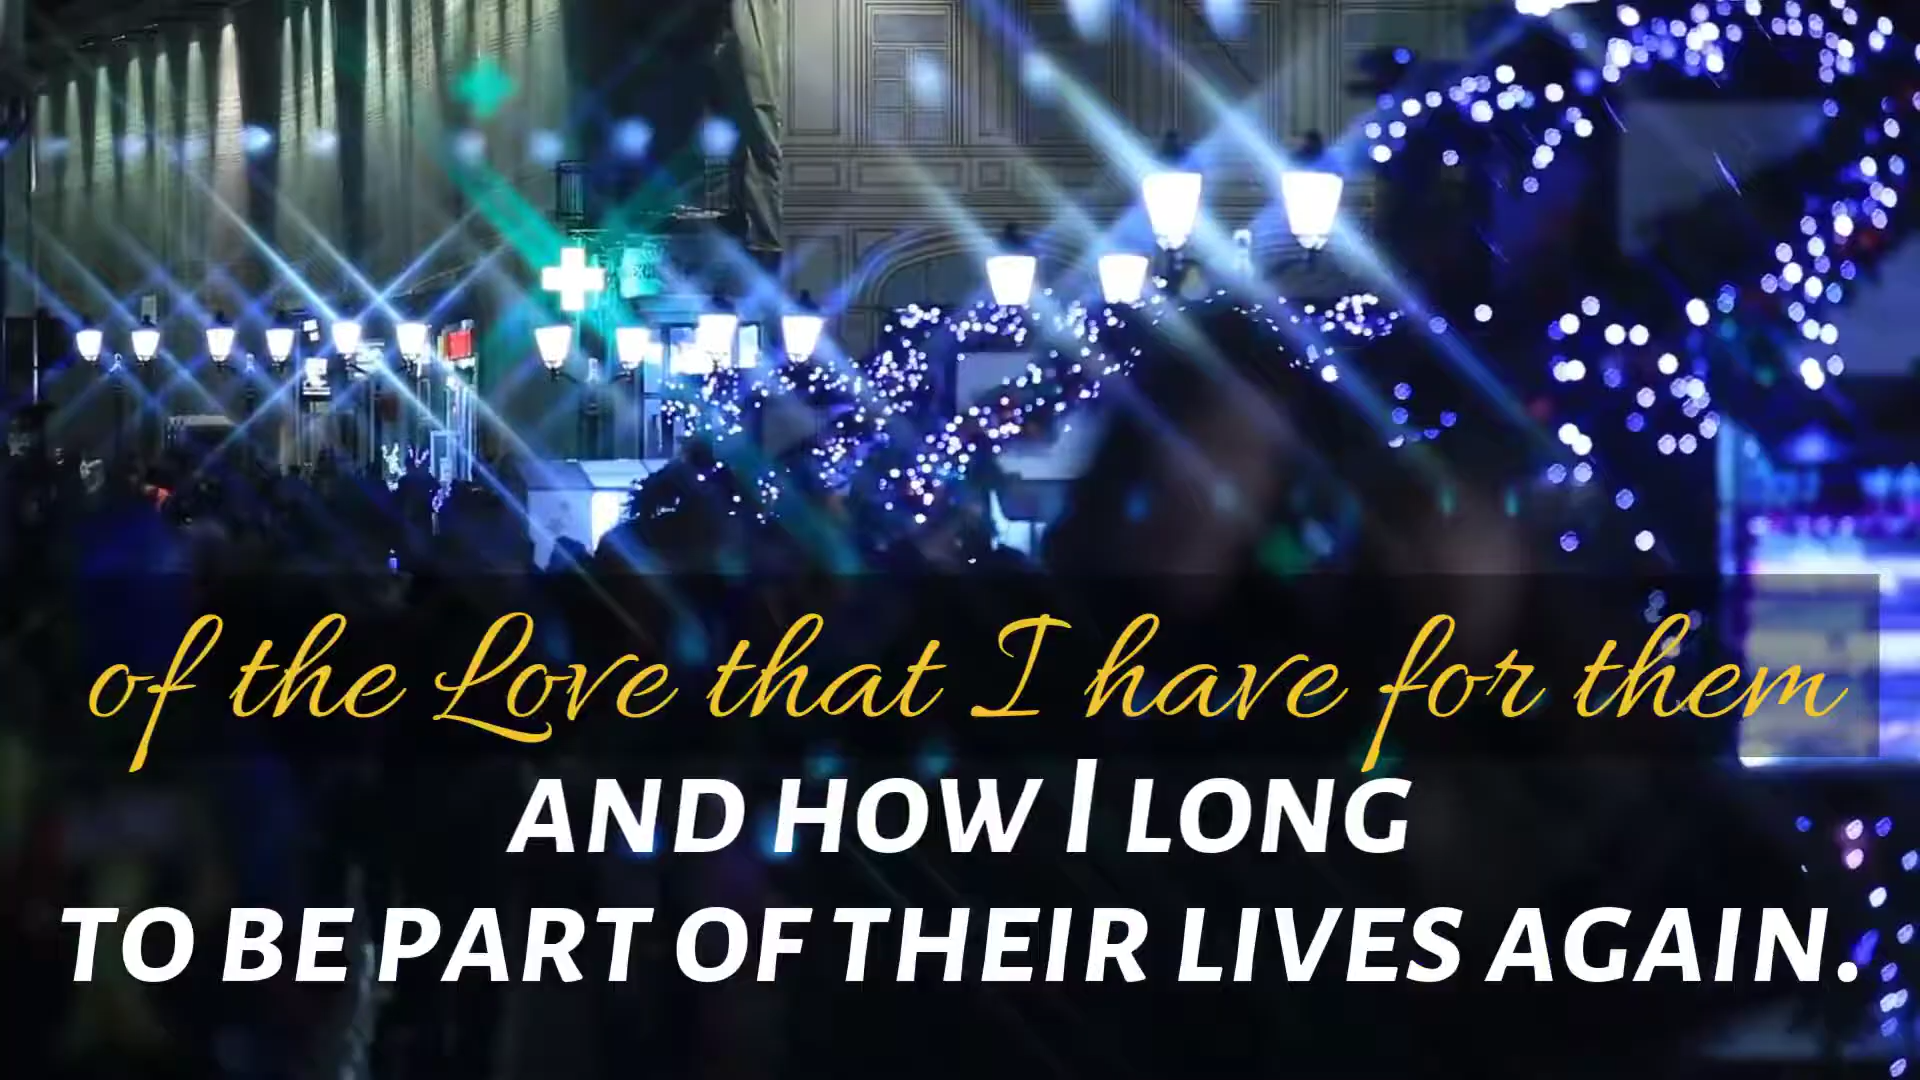 of the Love that I have for them
AND HOW I LONG
TO BE PART OF THEIR LIVES AGAIN.